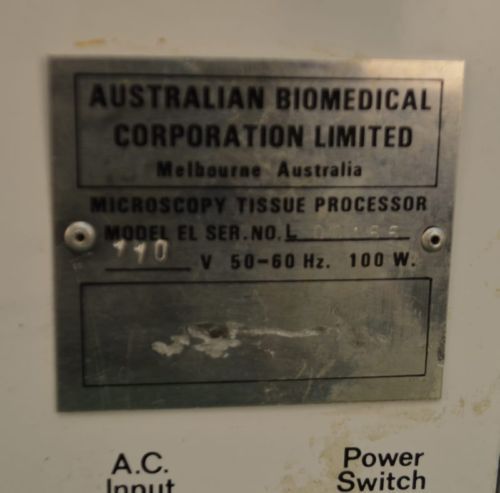 AUSTRALIAN BIOMEDICAL
CORPORATION LIMITED
Melbourne Australia
MICROSCOPY TISSUE PROCESSOR
MODEL EL SER.NO. L
110 V 50-60 Hz. 100 W.
A.C.
Input
Power
Switch